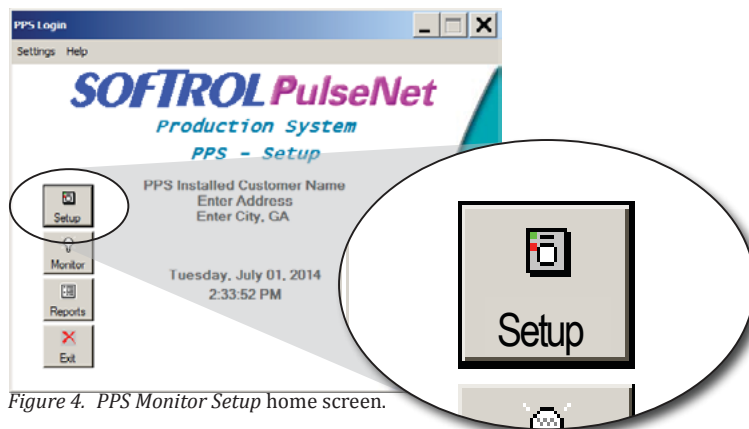 PPS Login
Settings Help
SOFTROL PulseNet
Production System
PPS - Setup
PPS Installed Customer Name
Enter Address
Enter City, GA
Setup
Monitor
Reports
Exit
Tuesday, July 01, 2014
2:33:52 PM
Setup
Figure 4. PPS Monitor Setup home screen.